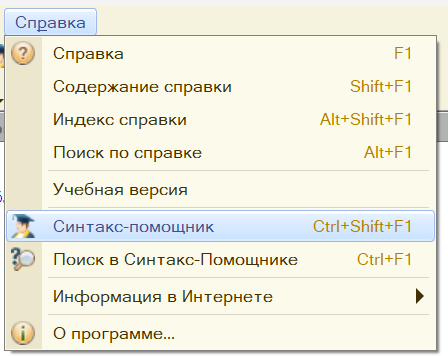 Справка
Справка F1
Содержание справки Shift+F1
Индекс справки Alt+Shift+F1
Поиск по справке Alt+F1
Учебная версия
Синтакс-помощник Ctrl+Shift+F1
Поиск в Синтакс-Помощнике Ctrl+F1
Информация в Интернете
О программе...